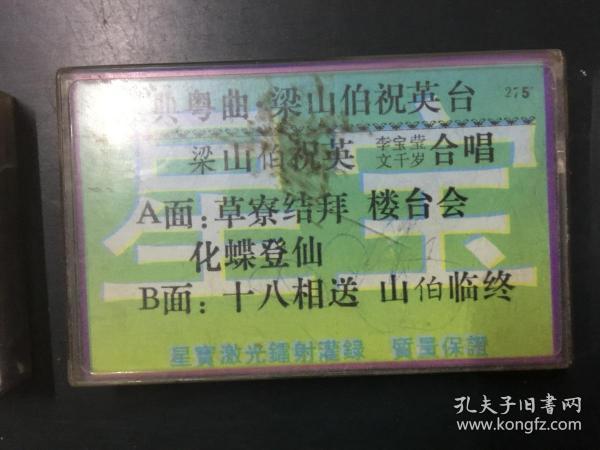 典粤曲·梁山伯祝英台 275
梁山伯祝英 李宝莹 文千岁 合唱
A面：草寮结拜 楼台会
化蝶登仙
B面：十八相送 山伯临终
星宝
星寶激光鐳射灌録 質量保證
孔夫子旧书网
www.kongfz.com